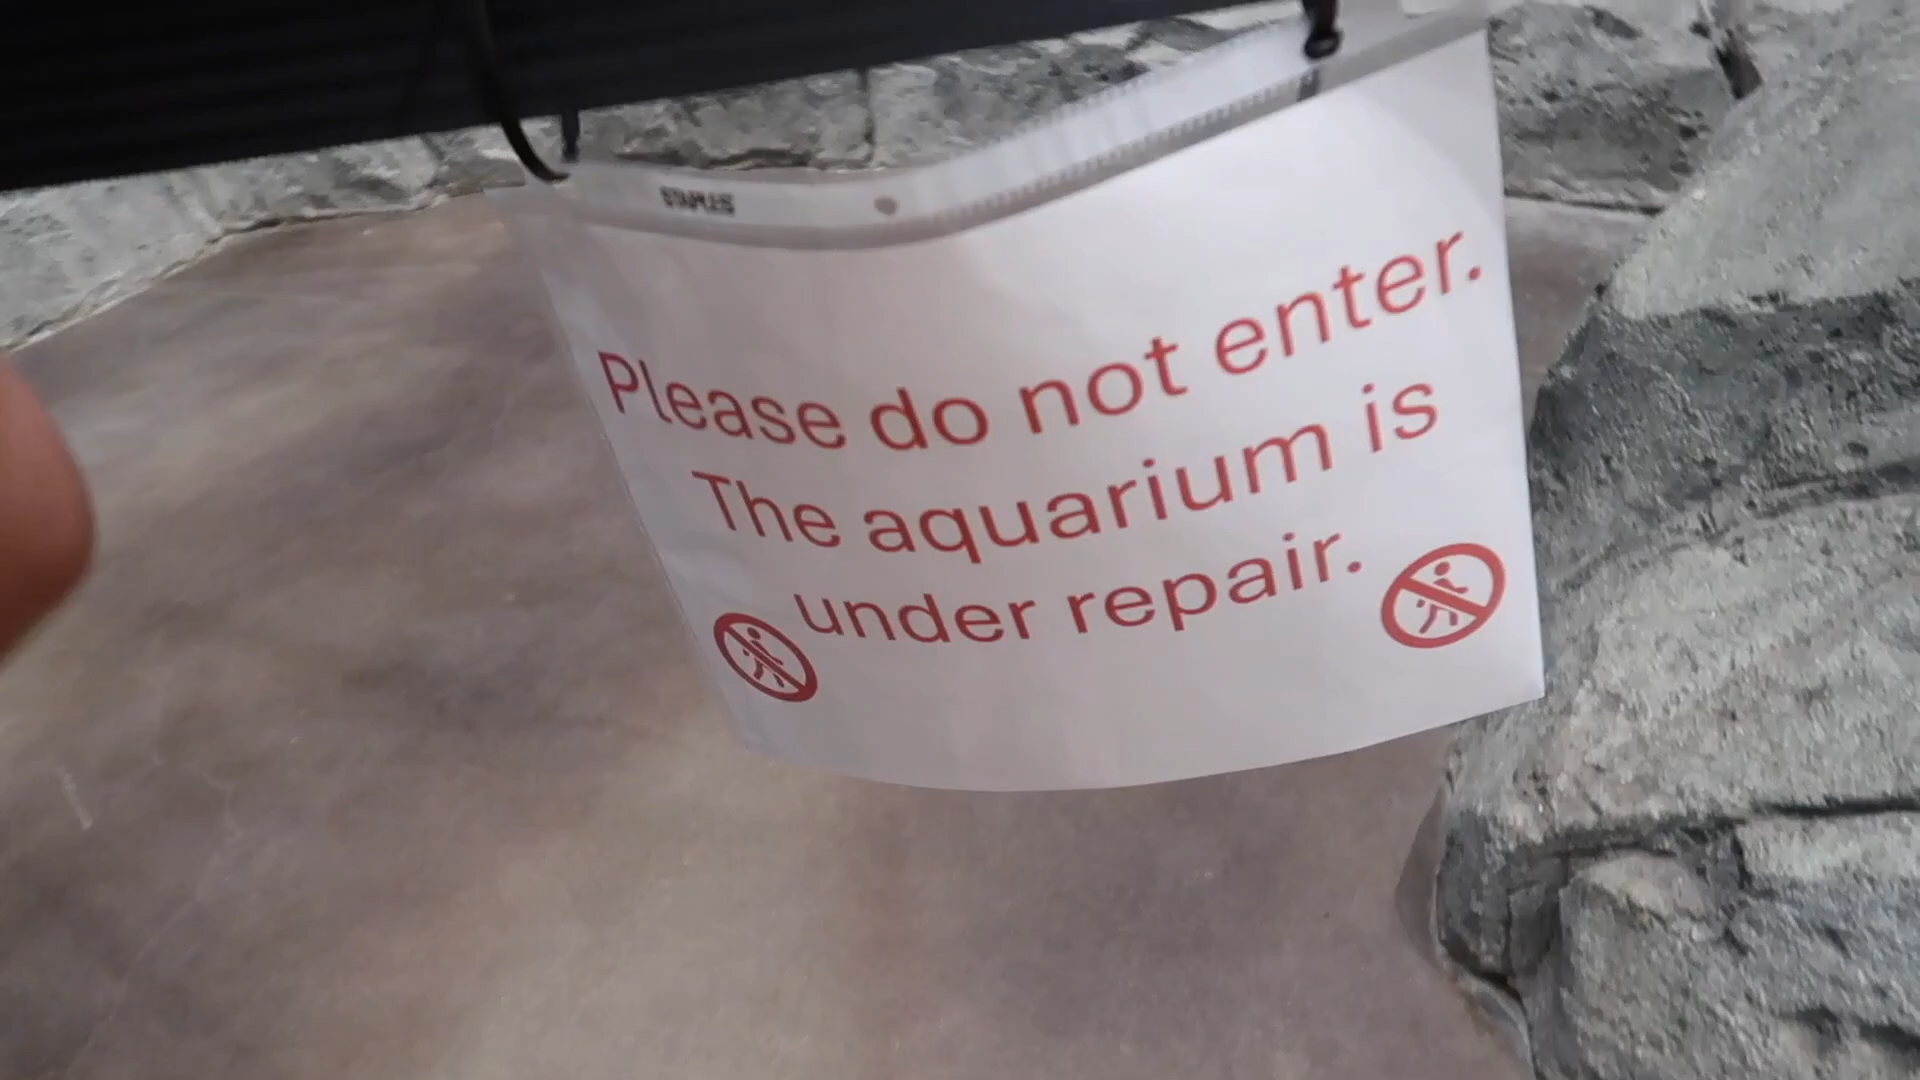 STAPLES
Please do not enter.
The aquarium is
under repair.